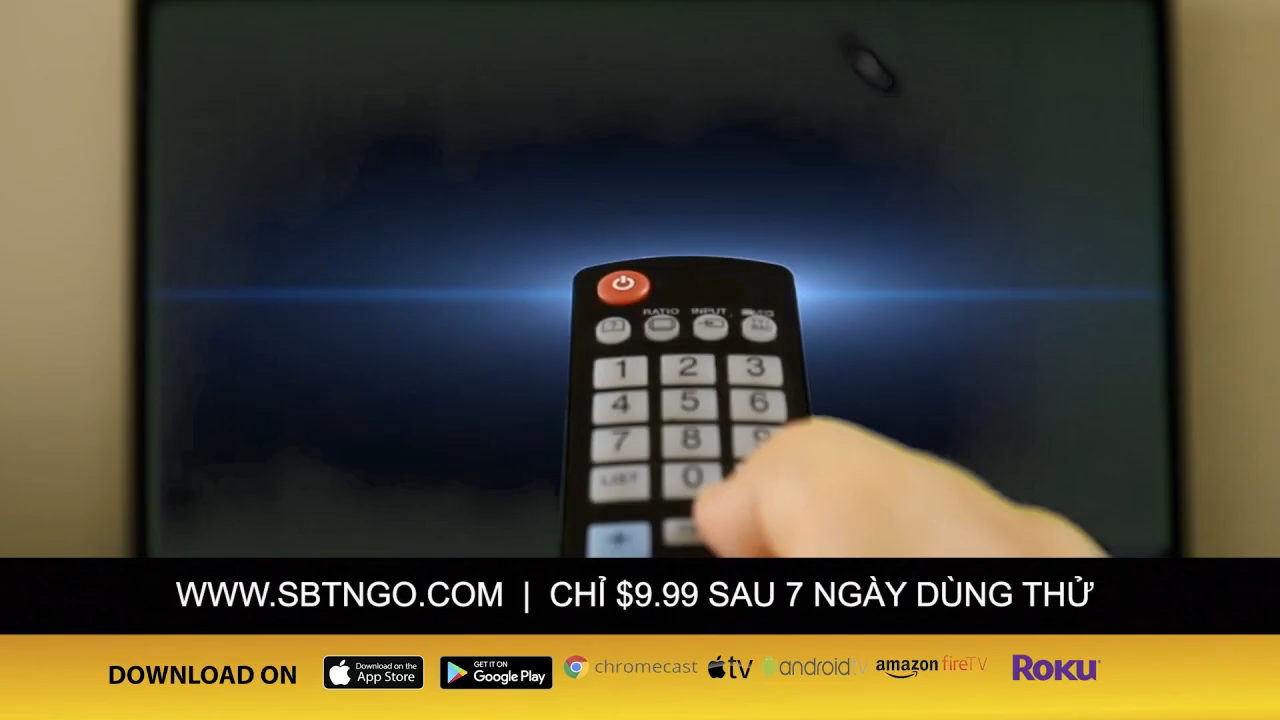 RATIO INPUT
1 2 3
4 5 6
7 8 9
LIST 0
WWW.SBTNGO.COM | CHỈ $9.99 SAU 7 NGÀY DÙNG THỬ
DOWNLOAD ON
Download on the
App Store
GET IT ON
Google Play
chromecast
tv
androidtv
amazon fireTV
ROKU